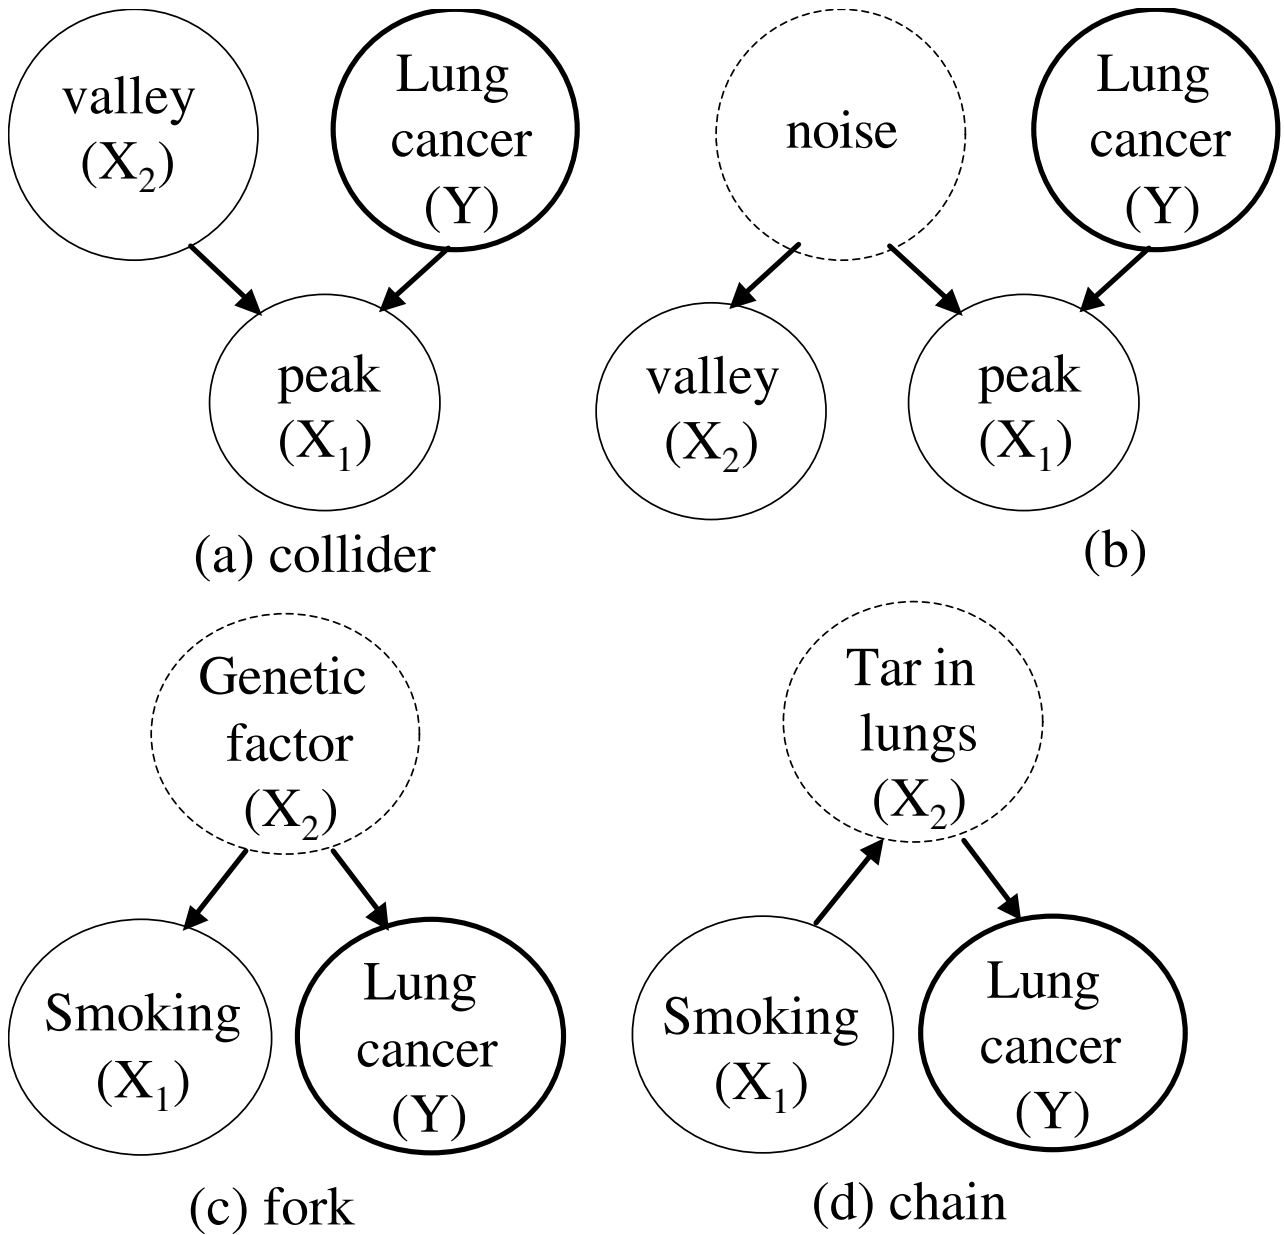 valley
(X₂)
Lung
cancer
(Y)
peak
(X₁)
(a) collider
noise
Lung
cancer
(Y)
valley
(X₂)
peak
(X₁)
(b)
Genetic
factor
(X₂)
Smoking
(X₁)
Lung
cancer
(Y)
(c) fork
Tar in
lungs
(X₂)
Smoking
(X₁)
Lung
cancer
(Y)
(d) chain